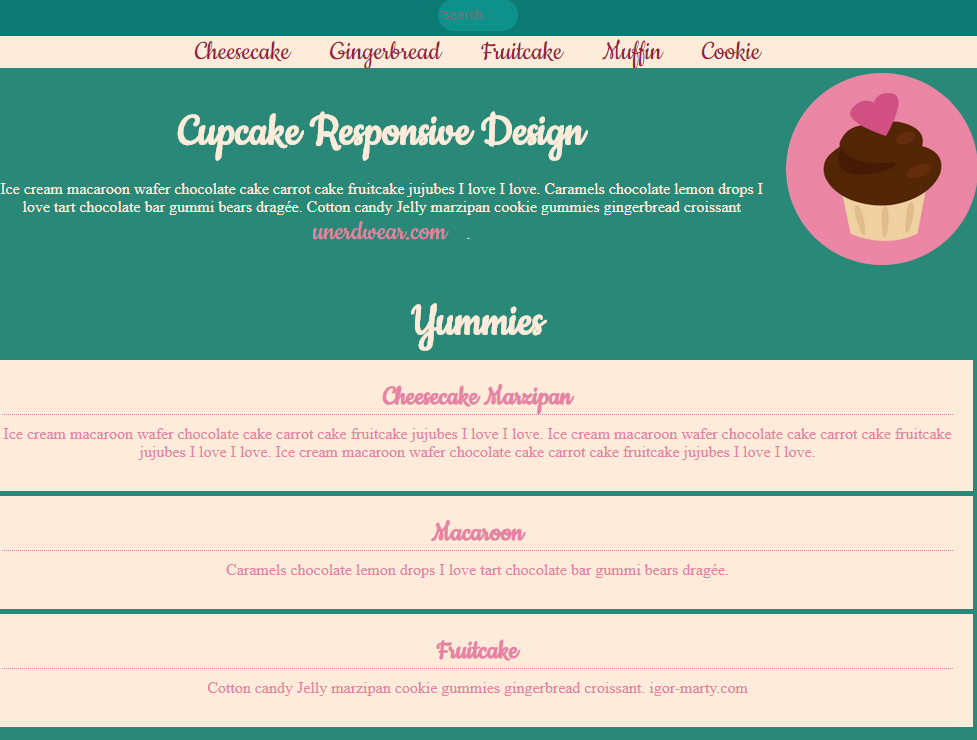 search...
Cheesecake Gingerbread Fruitcake Muffin Cookie
Cupcake Responsive Design
Ice cream macaroon wafer chocolate cake carrot cake fruitcake jujubes I love I love. Caramels chocolate lemon drops I
love tart chocolate bar gummi bears dragée. Cotton candy Jelly marzipan cookie gummies gingerbread croissant
unerdwear.com .
Yummies
Cheesecake Marzipan
Ice cream macaroon wafer chocolate cake carrot cake fruitcake jujubes I love I love. Ice cream macaroon wafer chocolate cake carrot cake fruitcake
jujubes I love I love. Ice cream macaroon wafer chocolate cake carrot cake fruitcake jujubes I love I love.
Macaroon
Caramels chocolate lemon drops I love tart chocolate bar gummi bears dragée.
Fruitcake
Cotton candy Jelly marzipan cookie gummies gingerbread croissant. igor-marty.com